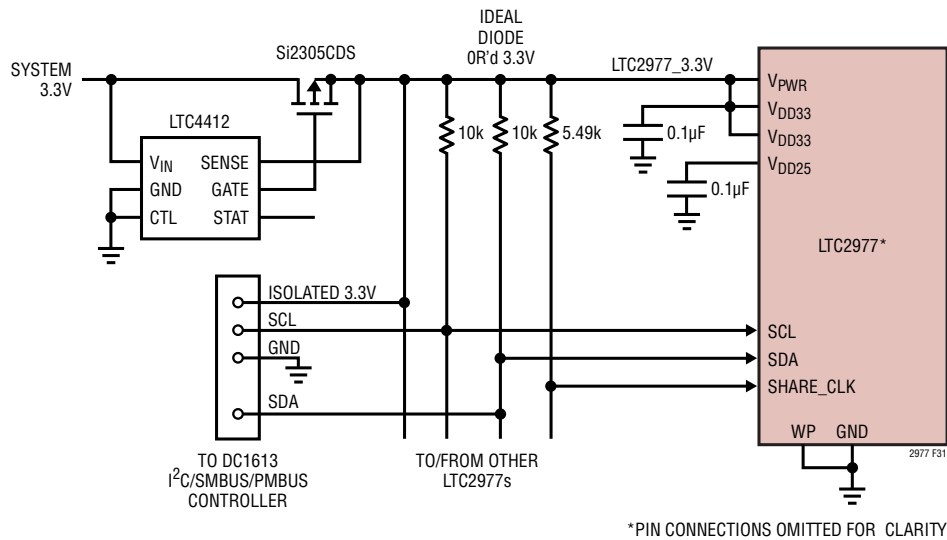 IDEAL
DIODE
OR'd 3.3V
Si2305CDS
SYSTEM
3.3V
LTC2977_3.3V
LTC4412
VIN
SENSE
GND
GATE
CTL
STAT
10k
10k
5.49k
0.1µF
0.1µF
VPWR
VDD33
VDD33
VDD25
LTC2977*
ISOLATED 3.3V
SCL
GND
SDA
SCL
SDA
SHARE_CLK
WP
GND
2977 F31
TO DC1613
I2C/SMBUS/PMBUS
CONTROLLER
TO/FROM OTHER
LTC2977s
*PIN CONNECTIONS OMITTED FOR CLARITY